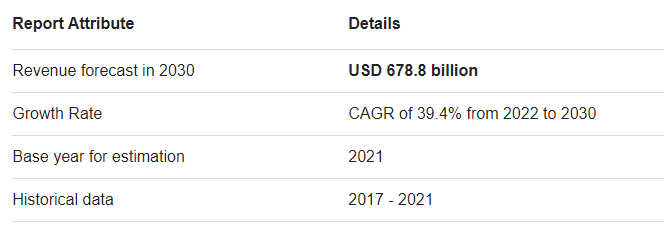 Report Attribute Details
Revenue forecast in 2030 USD 678.8 billion
Growth Rate CAGR of 39.4% from 2022 to 2030
Base year for estimation 2021
Historical data 2017 - 2021